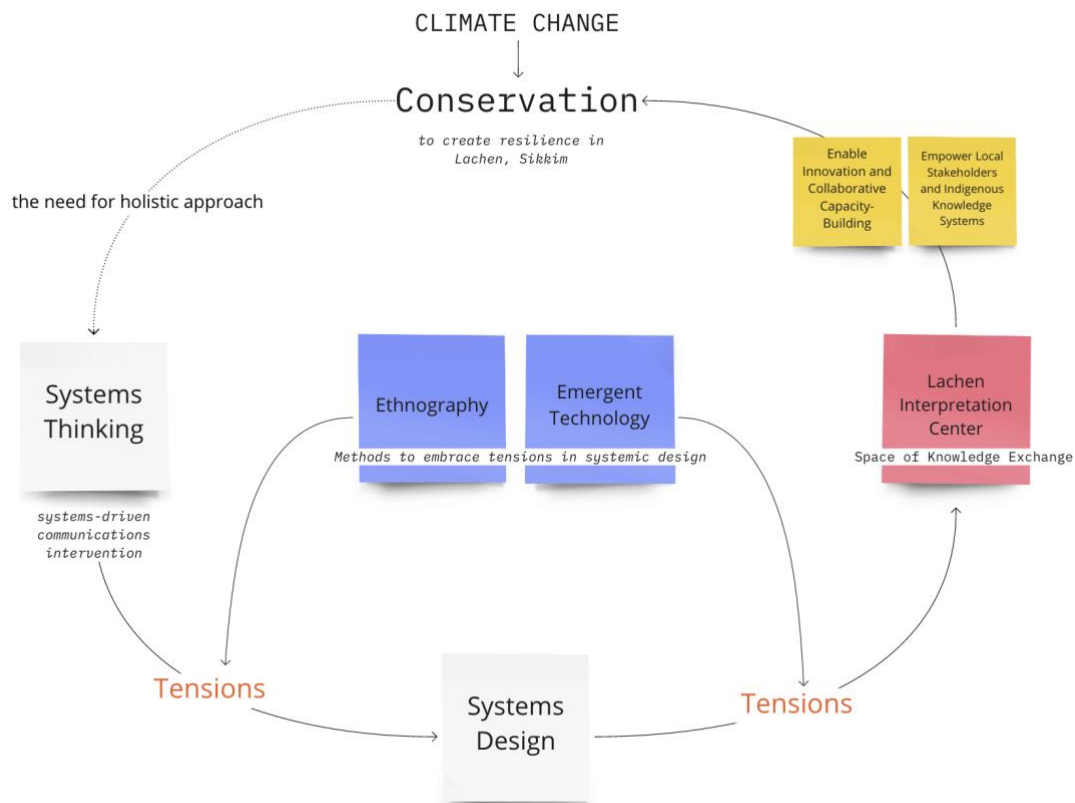 CLIMATE CHANGE
Conservation
to create resilience in
Lachen, Sikkim
Enable
Innovation and
Collaborative
Capacity-
Building
Empower Local
Stakeholders
and Indigenous
Knowledge
Systems
the need for holistic approach
Systems
Thinking
systems-driven
communications
intervention
Ethnography
Emergent
Technology
Methods to embrace tensions in systemic design
Lachen
Interpretation
Center
Space of Knowledge Exchange
Tensions
Systems
Design
Tensions